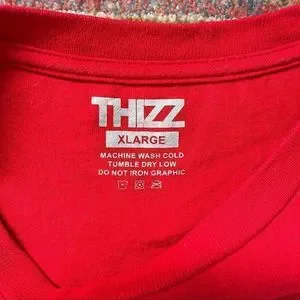 THIZZ
XLARGE
MACHINE WASH COLD
TUMBLE DRY LOW
DO NOT IRON GRAPHIC